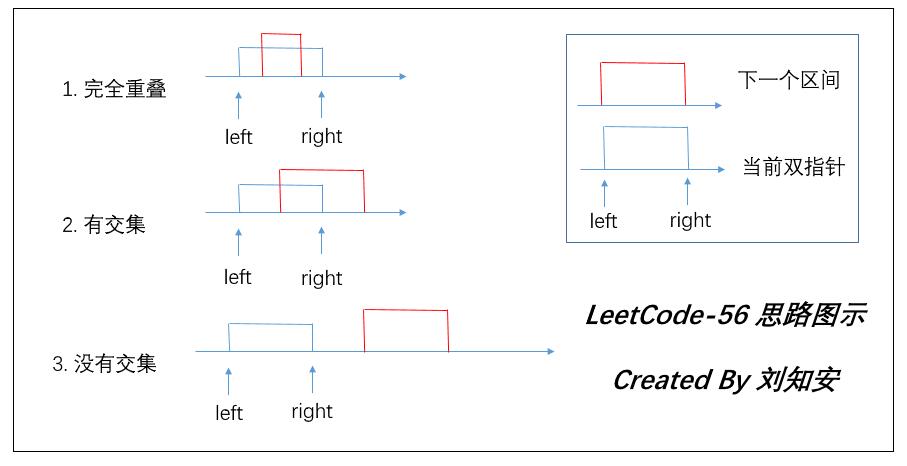 1. 完全重叠
left right
2. 有交集
left right
3. 没有交集
left right
下一个区间
当前双指针
left right
LeetCode-56 思路图示
Created By 刘知安